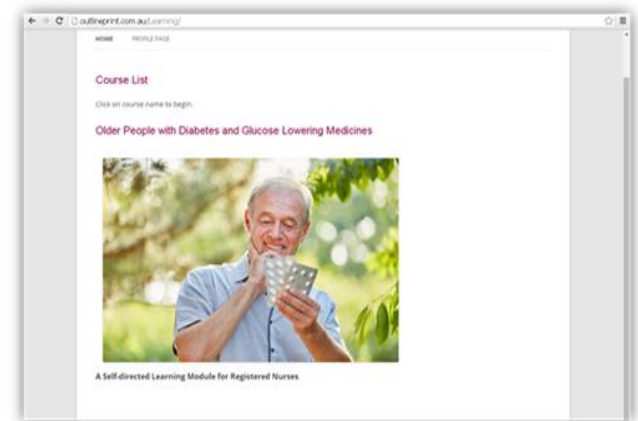 outlineprint.com.au/Learning/
HOME PROFILE PAGE
Course List
Click on course name to begin.
Older People with Diabetes and Glucose Lowering Medicines
A Self-directed Learning Module for Registered Nurses